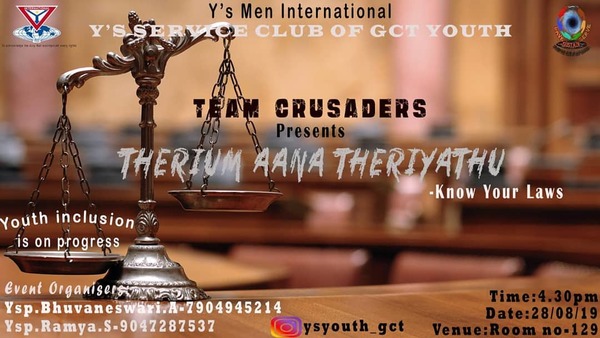 Y's Men International
Y'S SERVICE CLUB OF GCT YOUTH
TEAM CRUSADERS
Presents
THERIUM AANA THERIYATHU
-Know Your Laws
Youth inclusion
is on progress
Event Organisers:-
Ysp.Bhuvaneswari.A-7904945214
Ysp.Ramya.S-9047287537
ysyouth_gct
Time:4.30pm
Date:28/08/19
Venue:Room no-129